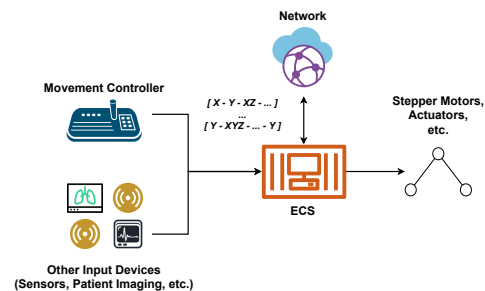 Network
Movement Controller
[ X - Y - XZ - ... ]
...
[ Y - XYZ - ... - Y ]
Stepper Motors,
Actuators,
etc.
ECS
Other Input Devices
(Sensors, Patient Imaging, etc.)